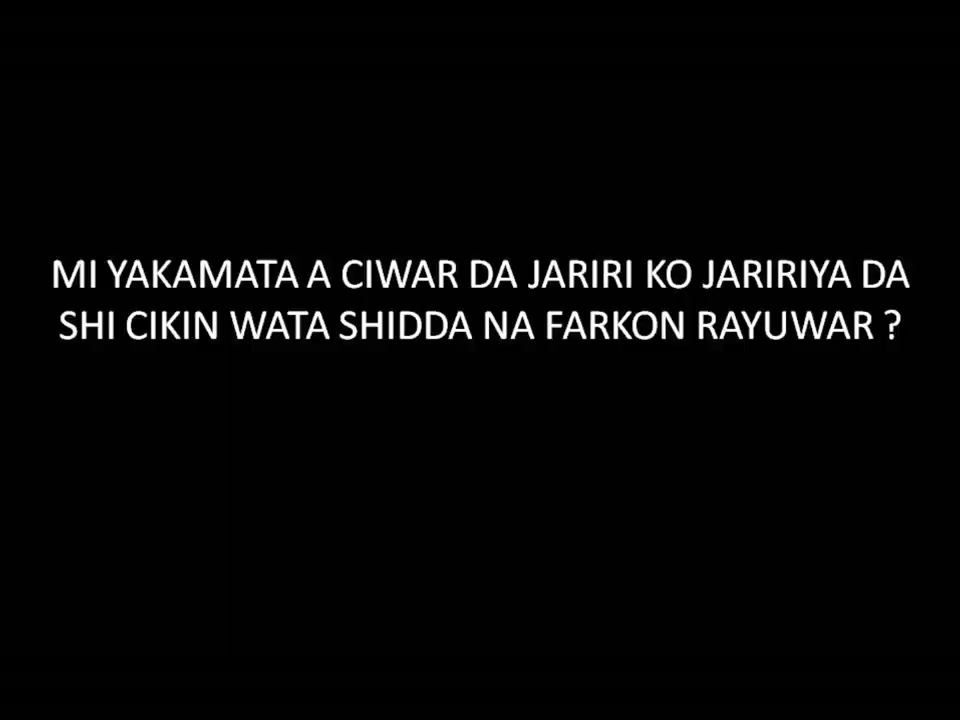 MI YAKAMATA A CIWAR DA JARIRI KO JARIRIYA DA
SHI CIKIN WATA SHIDDA NA FARKON RAYUWAR ?